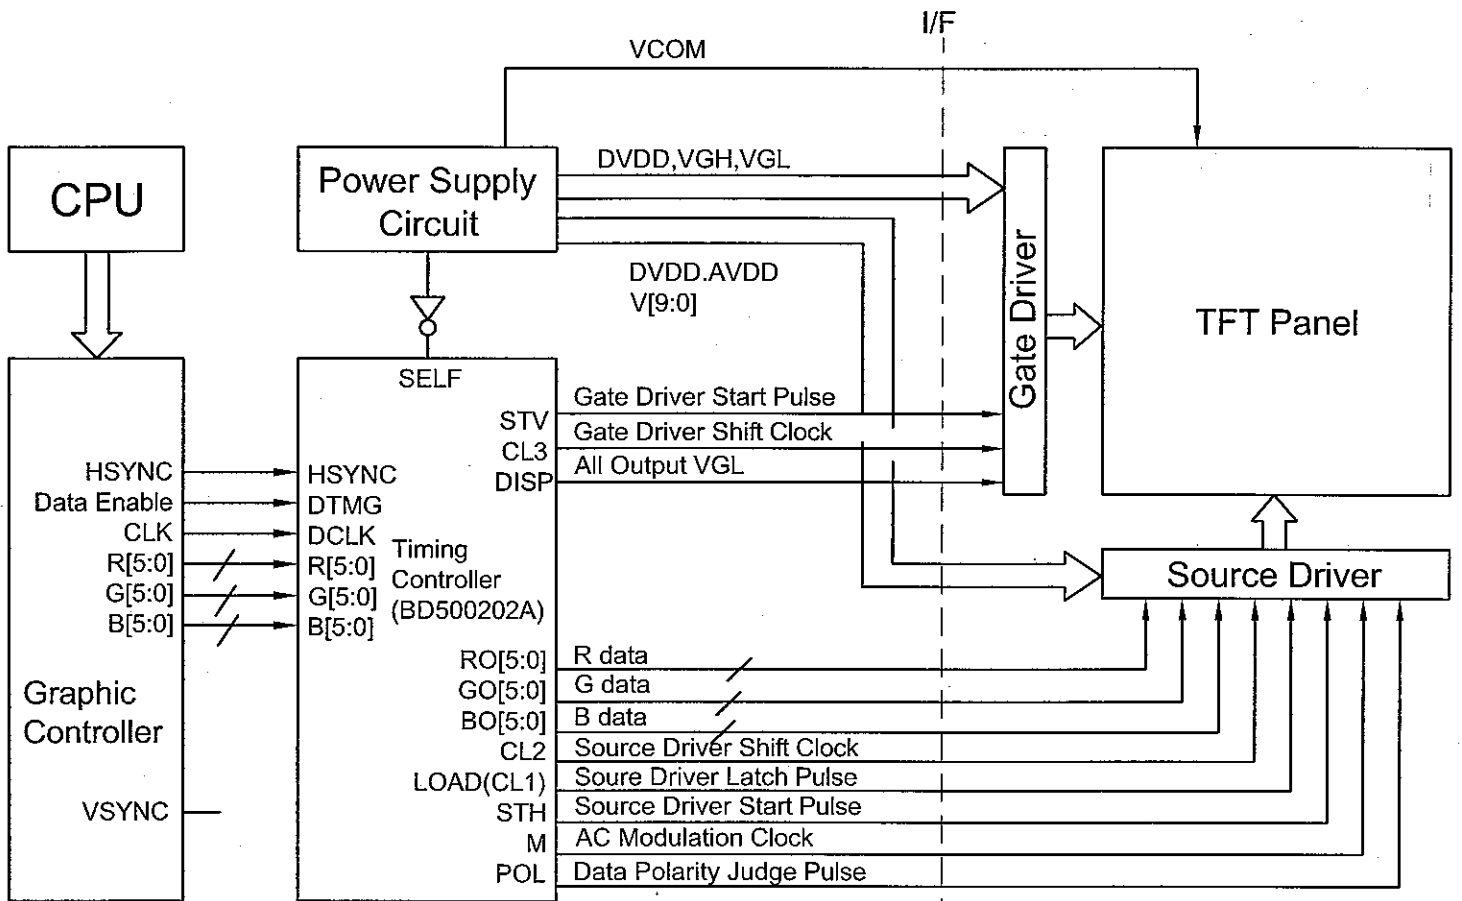 I/F
VCOM
CPU
Power Supply
Circuit
DVDD,VGH,VGL
DVDD.AVDD
V[9:0]
Gate Driver
TFT Panel
SELF
STV
Gate Driver Start Pulse
CL3
Gate Driver Shift Clock
DISP
All Output VGL
HSYNC
Data Enable
CLK
R[5:0]
G[5:0]
B[5:0]
Graphic
Controller
VSYNC
HSYNC
DTMG
DCLK
R[5:0]
G[5:0]
B[5:0]
Timing
Controller
(BD500202A)
Source Driver
RO[5:0]
R data
GO[5:0]
G data
BO[5:0]
B data
CL2
Source Driver Shift Clock
LOAD(CL1)
Soure Driver Latch Pulse
STH
Source Driver Start Pulse
M
AC Modulation Clock
POL
Data Polarity Judge Pulse